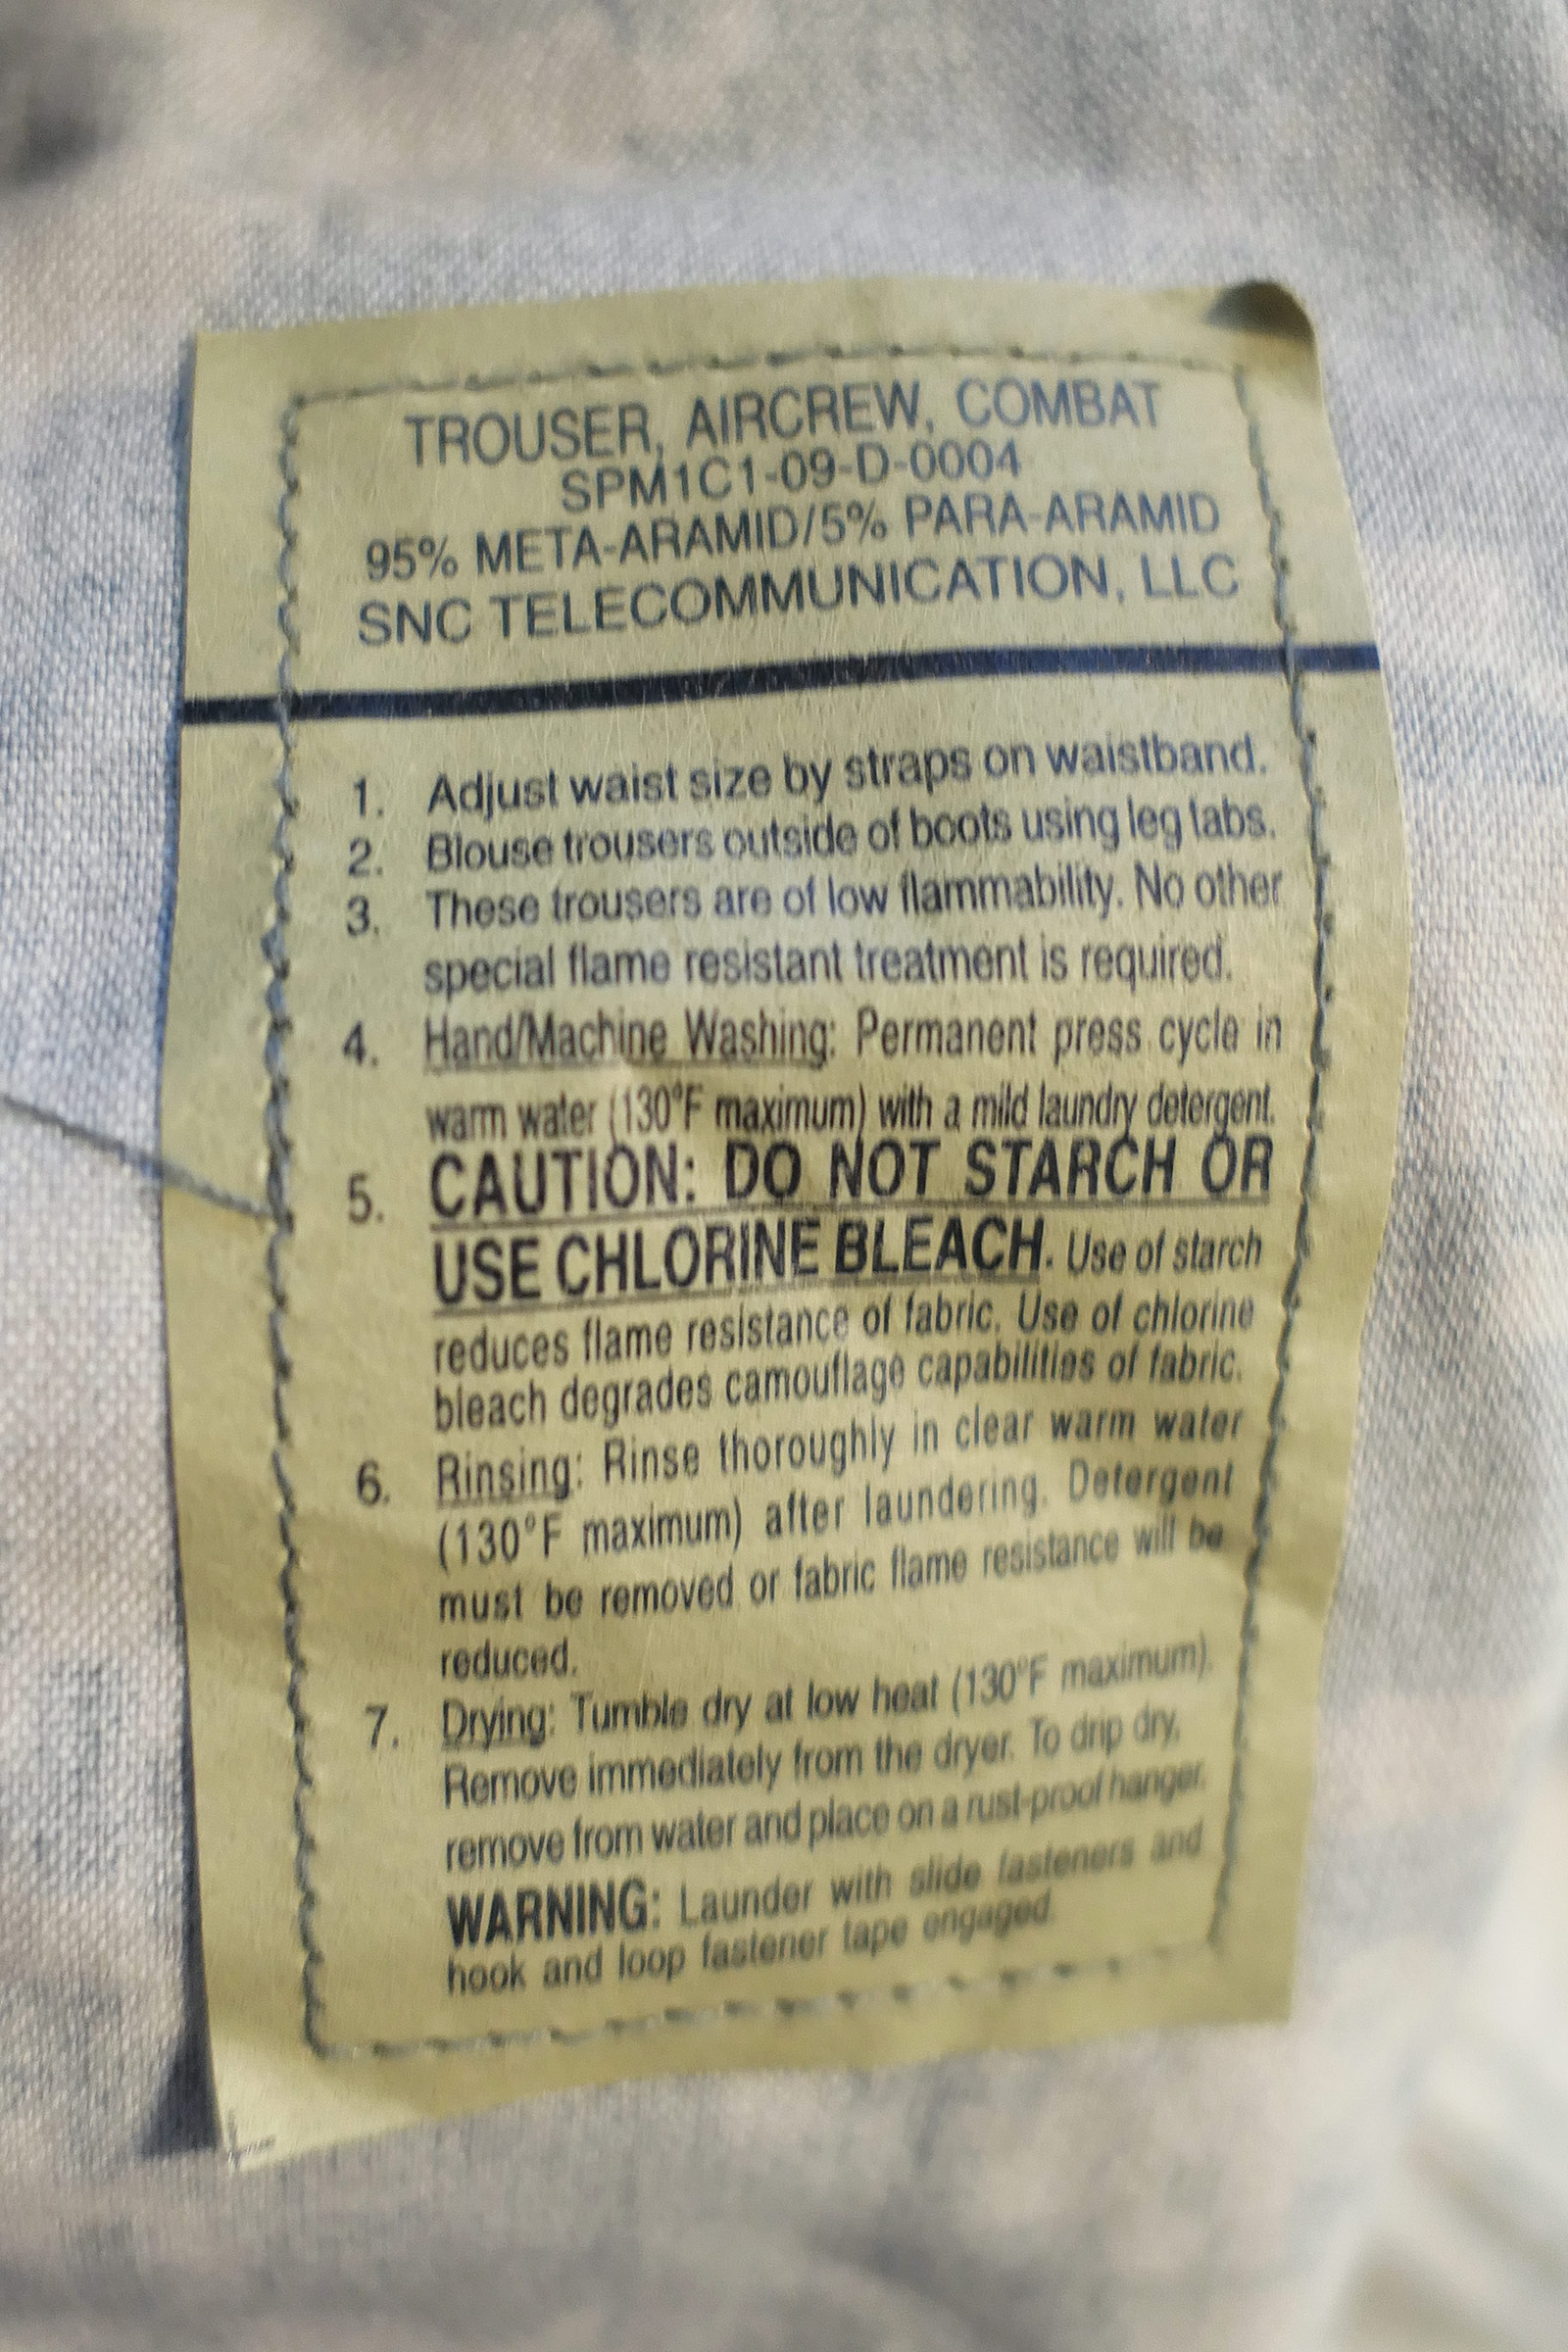 TROUSER, AIRCREW, COMBAT
SPM1C1-09-D-0004
95% META-ARAMID/5% PARA-ARAMID
SNC TELECOMMUNICATION, LLC
1. Adjust waist size by straps on waistband.
2. Blouse trousers outside of boots using leg tabs.
3. These trousers are of low flammability. No other
special flame resistant treatment is required.
4. Hand/Machine Washing: Permanent press cycle in
warm water (130°F maximum) with a mild laundry detergent.
5. CAUTION: DO NOT STARCH OR
USE CHLORINE BLEACH. Use of starch
reduces flame resistance of fabric. Use of chlorine
bleach degrades camouflage capabilities of fabric.
6. Rinsing: Rinse thoroughly in clear warm water
(130°F maximum) after laundering. Detergent
must be removed or fabric flame resistance will be
reduced.
7. Drying: Tumble dry at low heat (130°F maximum).
Remove immediately from the dryer. To drip dry,
remove from water and place on a rust-proof hanger.
WARNING: Launder with slide fasteners and
hook and loop fastener tape engaged.